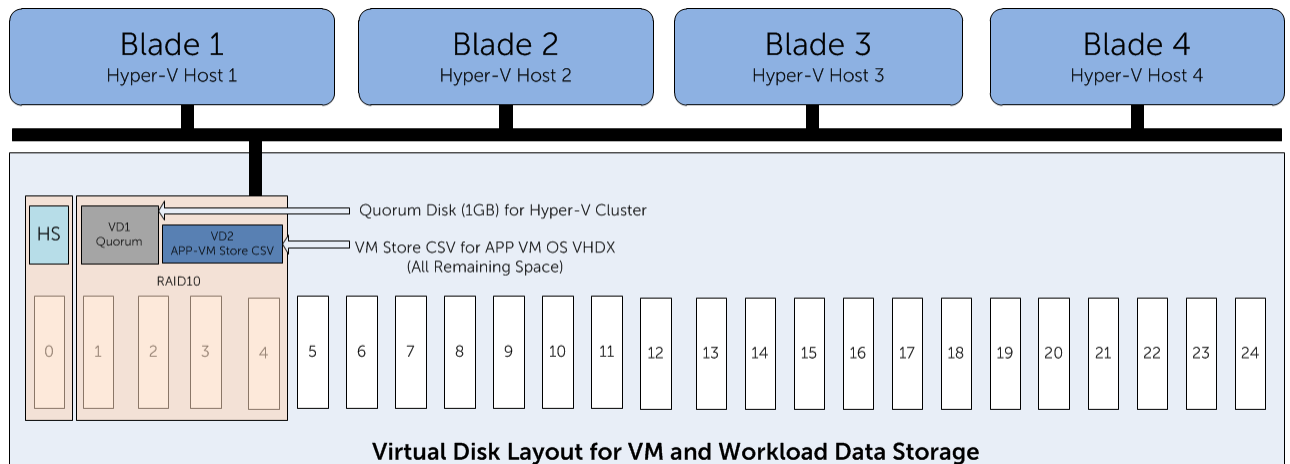 Blade 1
Hyper-V Host 1
Blade 2
Hyper-V Host 2
Blade 3
Hyper-V Host 3
Blade 4
Hyper-V Host 4
HS
VD1
Quorum
VD2
APP-VM Store CSV
Quorum Disk (1GB) for Hyper-V Cluster
VM Store CSV for APP VM OS VHDX
(All Remaining Space)
RAID10
0 1 2 3 4 5 6 7 8 9 10 11 12 13 14 15 16 17 18 19 20 21 22 23 24
Virtual Disk Layout for VM and Workload Data Storage